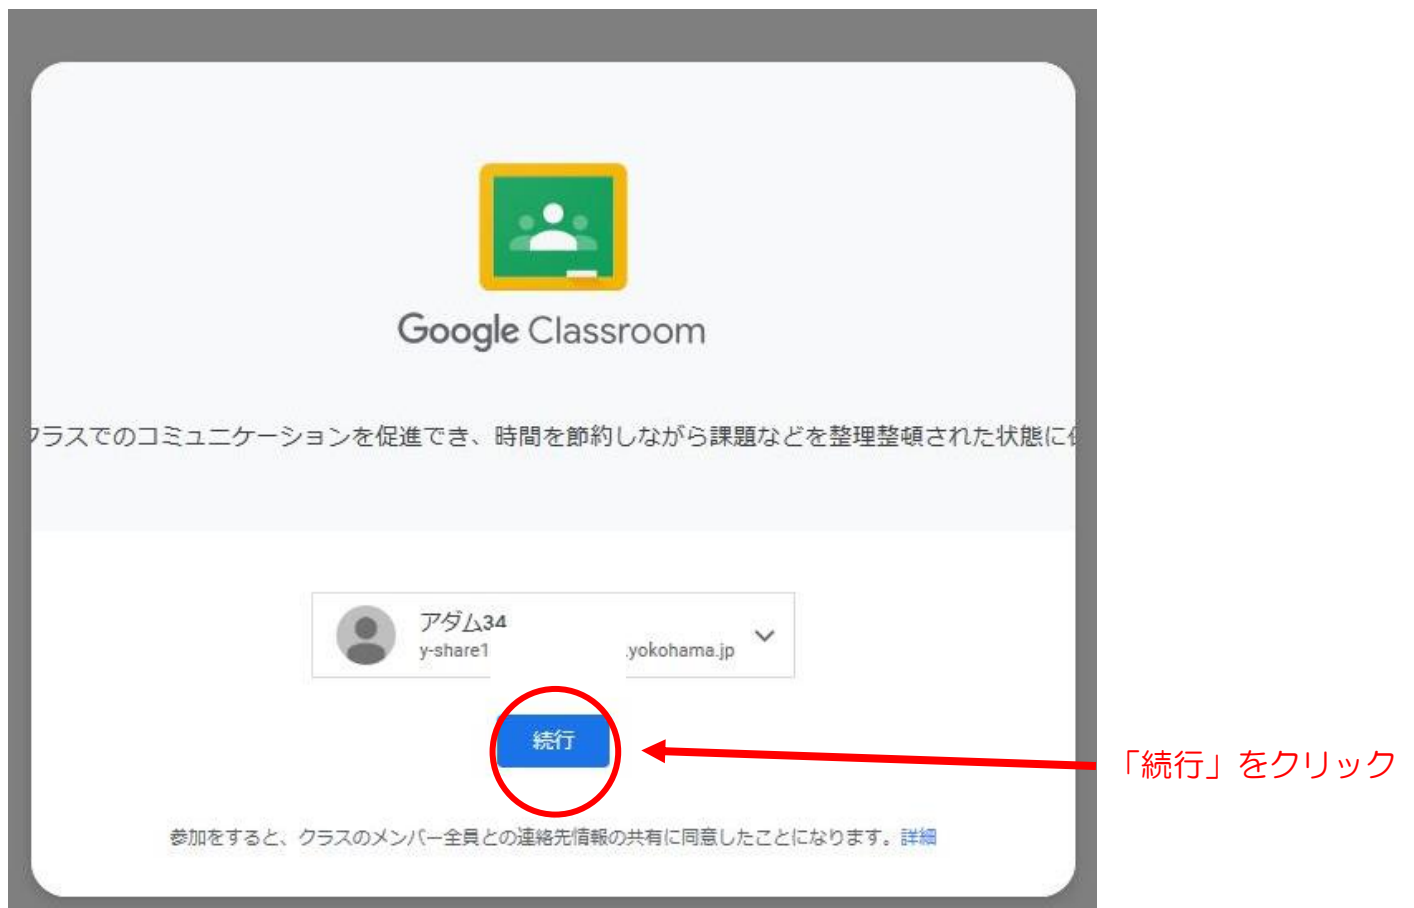 Google Classroom
クラスでのコミュニケーションを促進でき、時間を節約しながら課題などを整理整頓された状態に
アダム34
y-share1 .yokohama.jp
続行
「続行」をクリック
参加をすると、クラスのメンバー全員との連絡先情報の共有に同意したことになります。詳細